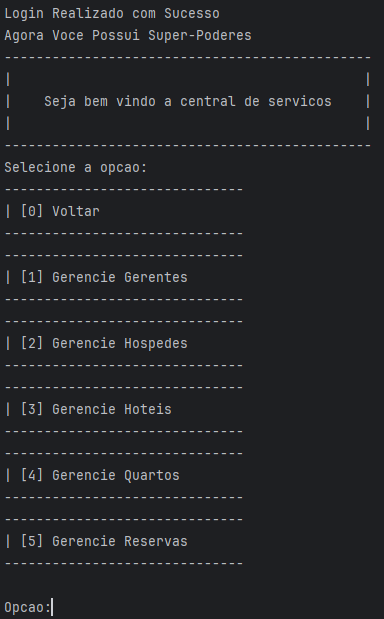 Login Realizado com Sucesso
Agora Voce Possui Super-Poderes
----------------------------------------------
|                                            |
|    Seja bem vindo a central de servicos    |
|                                            |
----------------------------------------------
Selecione a opcao:
------------------------------
| [0] Voltar
------------------------------
------------------------------
| [1] Gerencie Gerentes
------------------------------
------------------------------
| [2] Gerencie Hospedes
------------------------------
------------------------------
| [3] Gerencie Hoteis
------------------------------
------------------------------
| [4] Gerencie Quartos
------------------------------
------------------------------
| [5] Gerencie Reservas
------------------------------
Opcao: